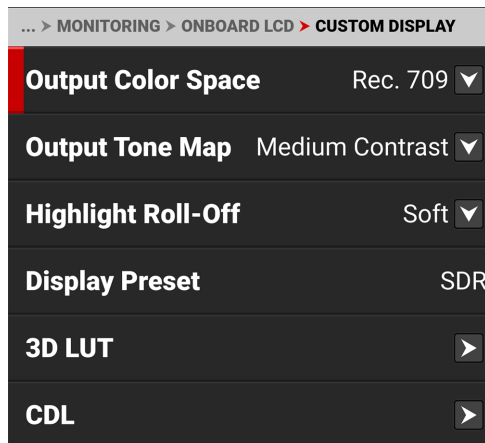 ... > MONITORING > ONBOARD LCD > CUSTOM DISPLAY
Output Color Space Rec. 709
Output Tone Map Medium Contrast
Highlight Roll-Off Soft
Display Preset SDR
3D LUT
CDL